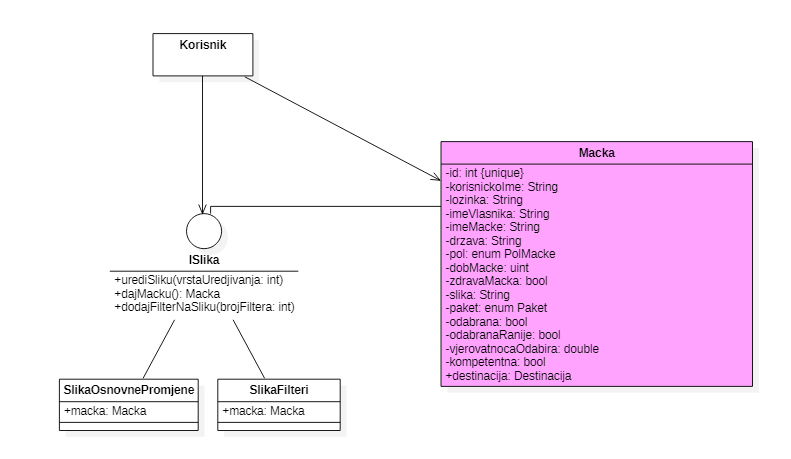 Korisnik
Macka
-id: int {unique}
-korisnickoIme: String
-lozinka: String
-imeVlasnika: String
-imeMacke: String
-drzava: String
-pol: enum PolMacke
-dobMacke: uint
-zdravaMacka: bool
-slika: String
-paket: enum Paket
-odabrana: bool
-odabranaRanije: bool
-vjerovatnocaOdabira: double
-kompetentna: bool
+destinacija: Destinacija
ISlika
+urediSliku(vrstaUredjivanja: int)
+dajMacku(): Macka
+dodajFilterNaSliku(brojFiltera: int)
SlikaOsnovnePromjene
+macka: Macka
SlikaFilteri
+macka: Macka